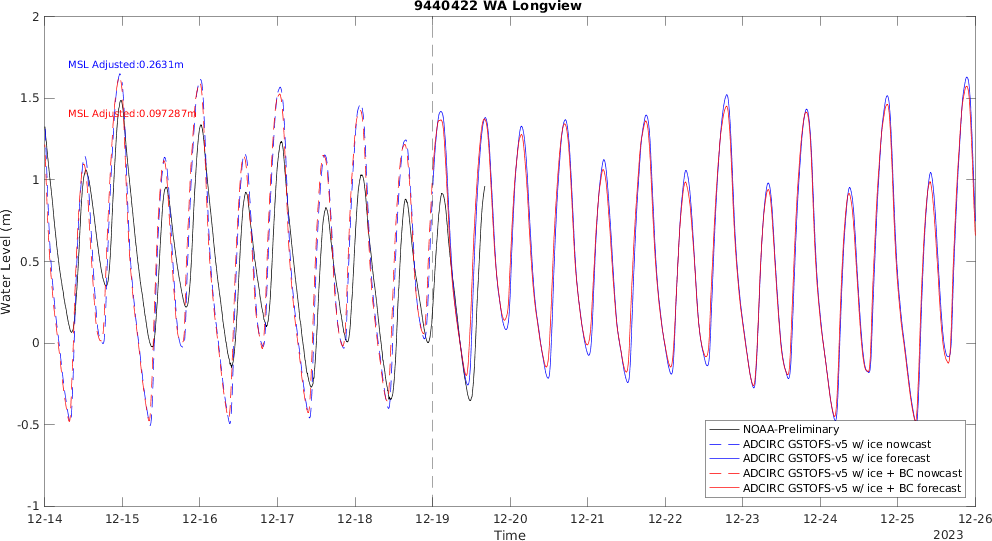 9440422 WA Longview
MSL Adjusted:0.2631m
MSL Adjusted:0.097287m
Water Level (m)
2
1.5
1
0.5
0
-0.5
-1
NOAA-Preliminary
ADCIRC GSTOFS-v5 w/ ice nowcast
ADCIRC GSTOFS-v5 w/ ice forecast
ADCIRC GSTOFS-v5 w/ ice + BC nowcast
ADCIRC GSTOFS-v5 w/ ice + BC forecast
12-14 12-15 12-16 12-17 12-18 12-19 12-20 12-21 12-22 12-23 12-24 12-25 12-26
Time
2023